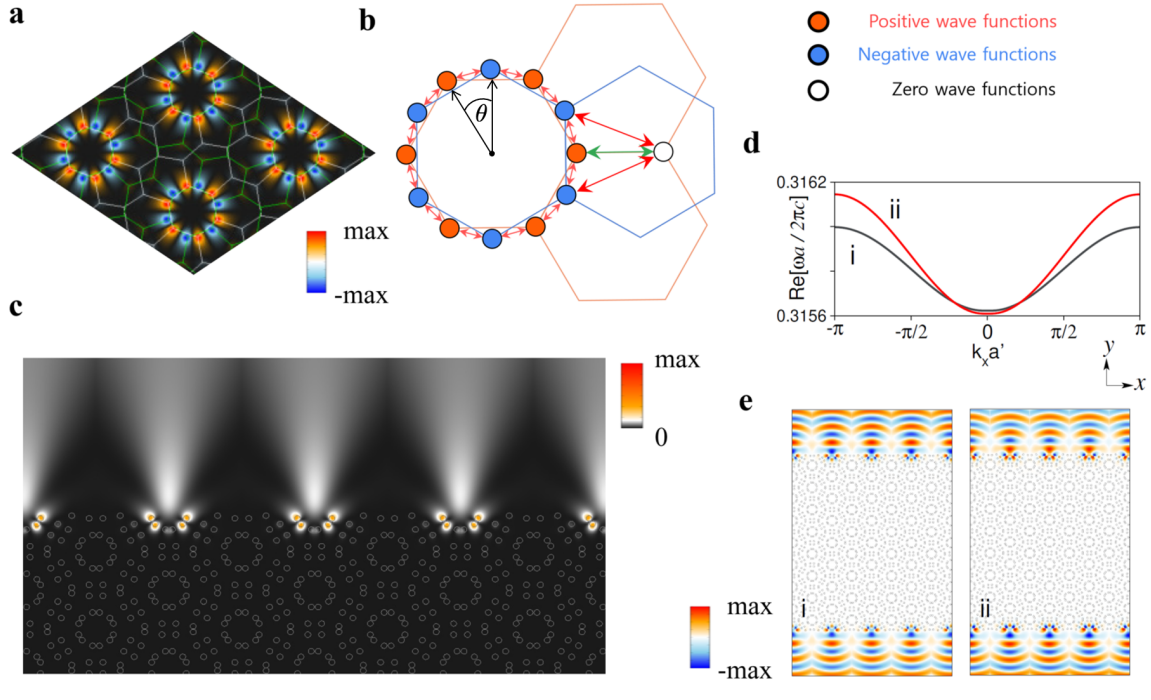 a
max
-max
b
θ
Positive wave functions
Negative wave functions
Zero wave functions
c
max
0
d
0.3162
Re[ωa / 2πc]
0.3156
ii
i
-π
-π/2
0
π/2
π
kₓa'
y
x
e
max
-max
i
ii